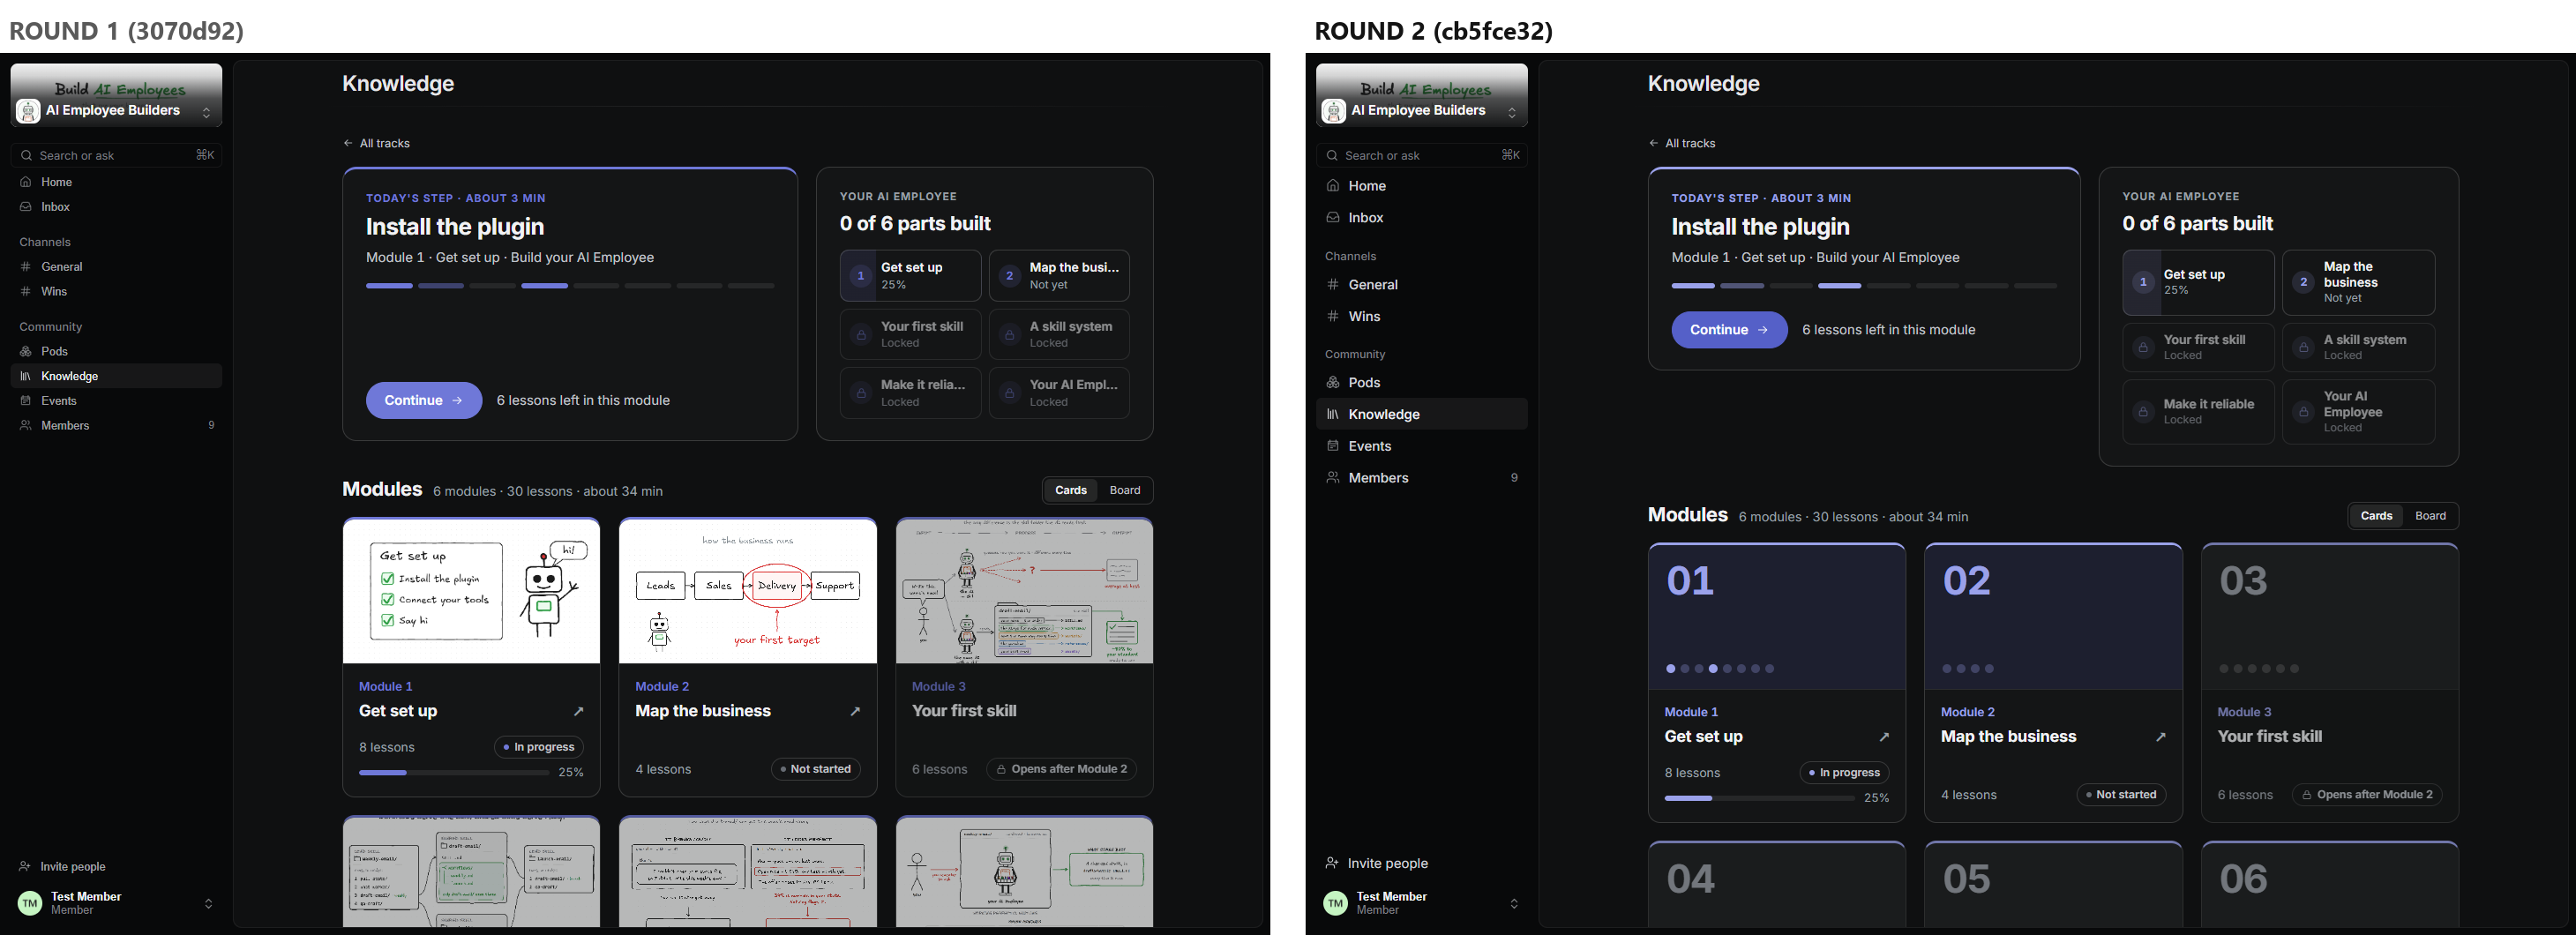 ROUND 1 (3070d92)
Build AI Employees
AI Employee Builders
Search or ask ⌘K
Home
Inbox
Channels
General
Wins
Community
Pods
Knowledge
Events
Members 9
Invite people
TM
Test Member
Member
Knowledge
← All tracks
TODAY'S STEP · ABOUT 3 MIN
Install the plugin
Module 1 · Get set up · Build your AI Employee
Continue →
6 lessons left in this module
YOUR AI EMPLOYEE
0 of 6 parts built
1 Get set up
25%
2 Map the busi...
Not yet
Your first skill
Locked
A skill system
Locked
Make it relia...
Locked
Your AI Empl...
Locked
Modules 6 modules · 30 lessons · about 34 min
Cards Board
Get set up
Install the plugin
Connect your tools
Say hi
hi!
Module 1
Get set up ↗
8 lessons
In progress
25%
how the business runs
Leads
Sales
Delivery
Support
your first target
Module 2
Map the business ↗
4 lessons
Not started
?
Module 3
Your first skill
6 lessons
Opens after Module 2
ROUND 2 (cb5fce32)
Build AI Employees
AI Employee Builders
Search or ask ⌘K
Home
Inbox
Channels
General
Wins
Community
Pods
Knowledge
Events
Members 9
Invite people
TM
Test Member
Member
Knowledge
← All tracks
TODAY'S STEP · ABOUT 3 MIN
Install the plugin
Module 1 · Get set up · Build your AI Employee
Continue →
6 lessons left in this module
YOUR AI EMPLOYEE
0 of 6 parts built
1 Get set up
25%
2 Map the
business
Not yet
Your first skill
Locked
A skill system
Locked
Make it reliable
Locked
Your AI
Employee
Locked
Modules 6 modules · 30 lessons · about 34 min
Cards Board
01
Module 1
Get set up ↗
8 lessons
In progress
25%
02
Module 2
Map the business ↗
4 lessons
Not started
03
Module 3
Your first skill
6 lessons
Opens after Module 2
04
05
06